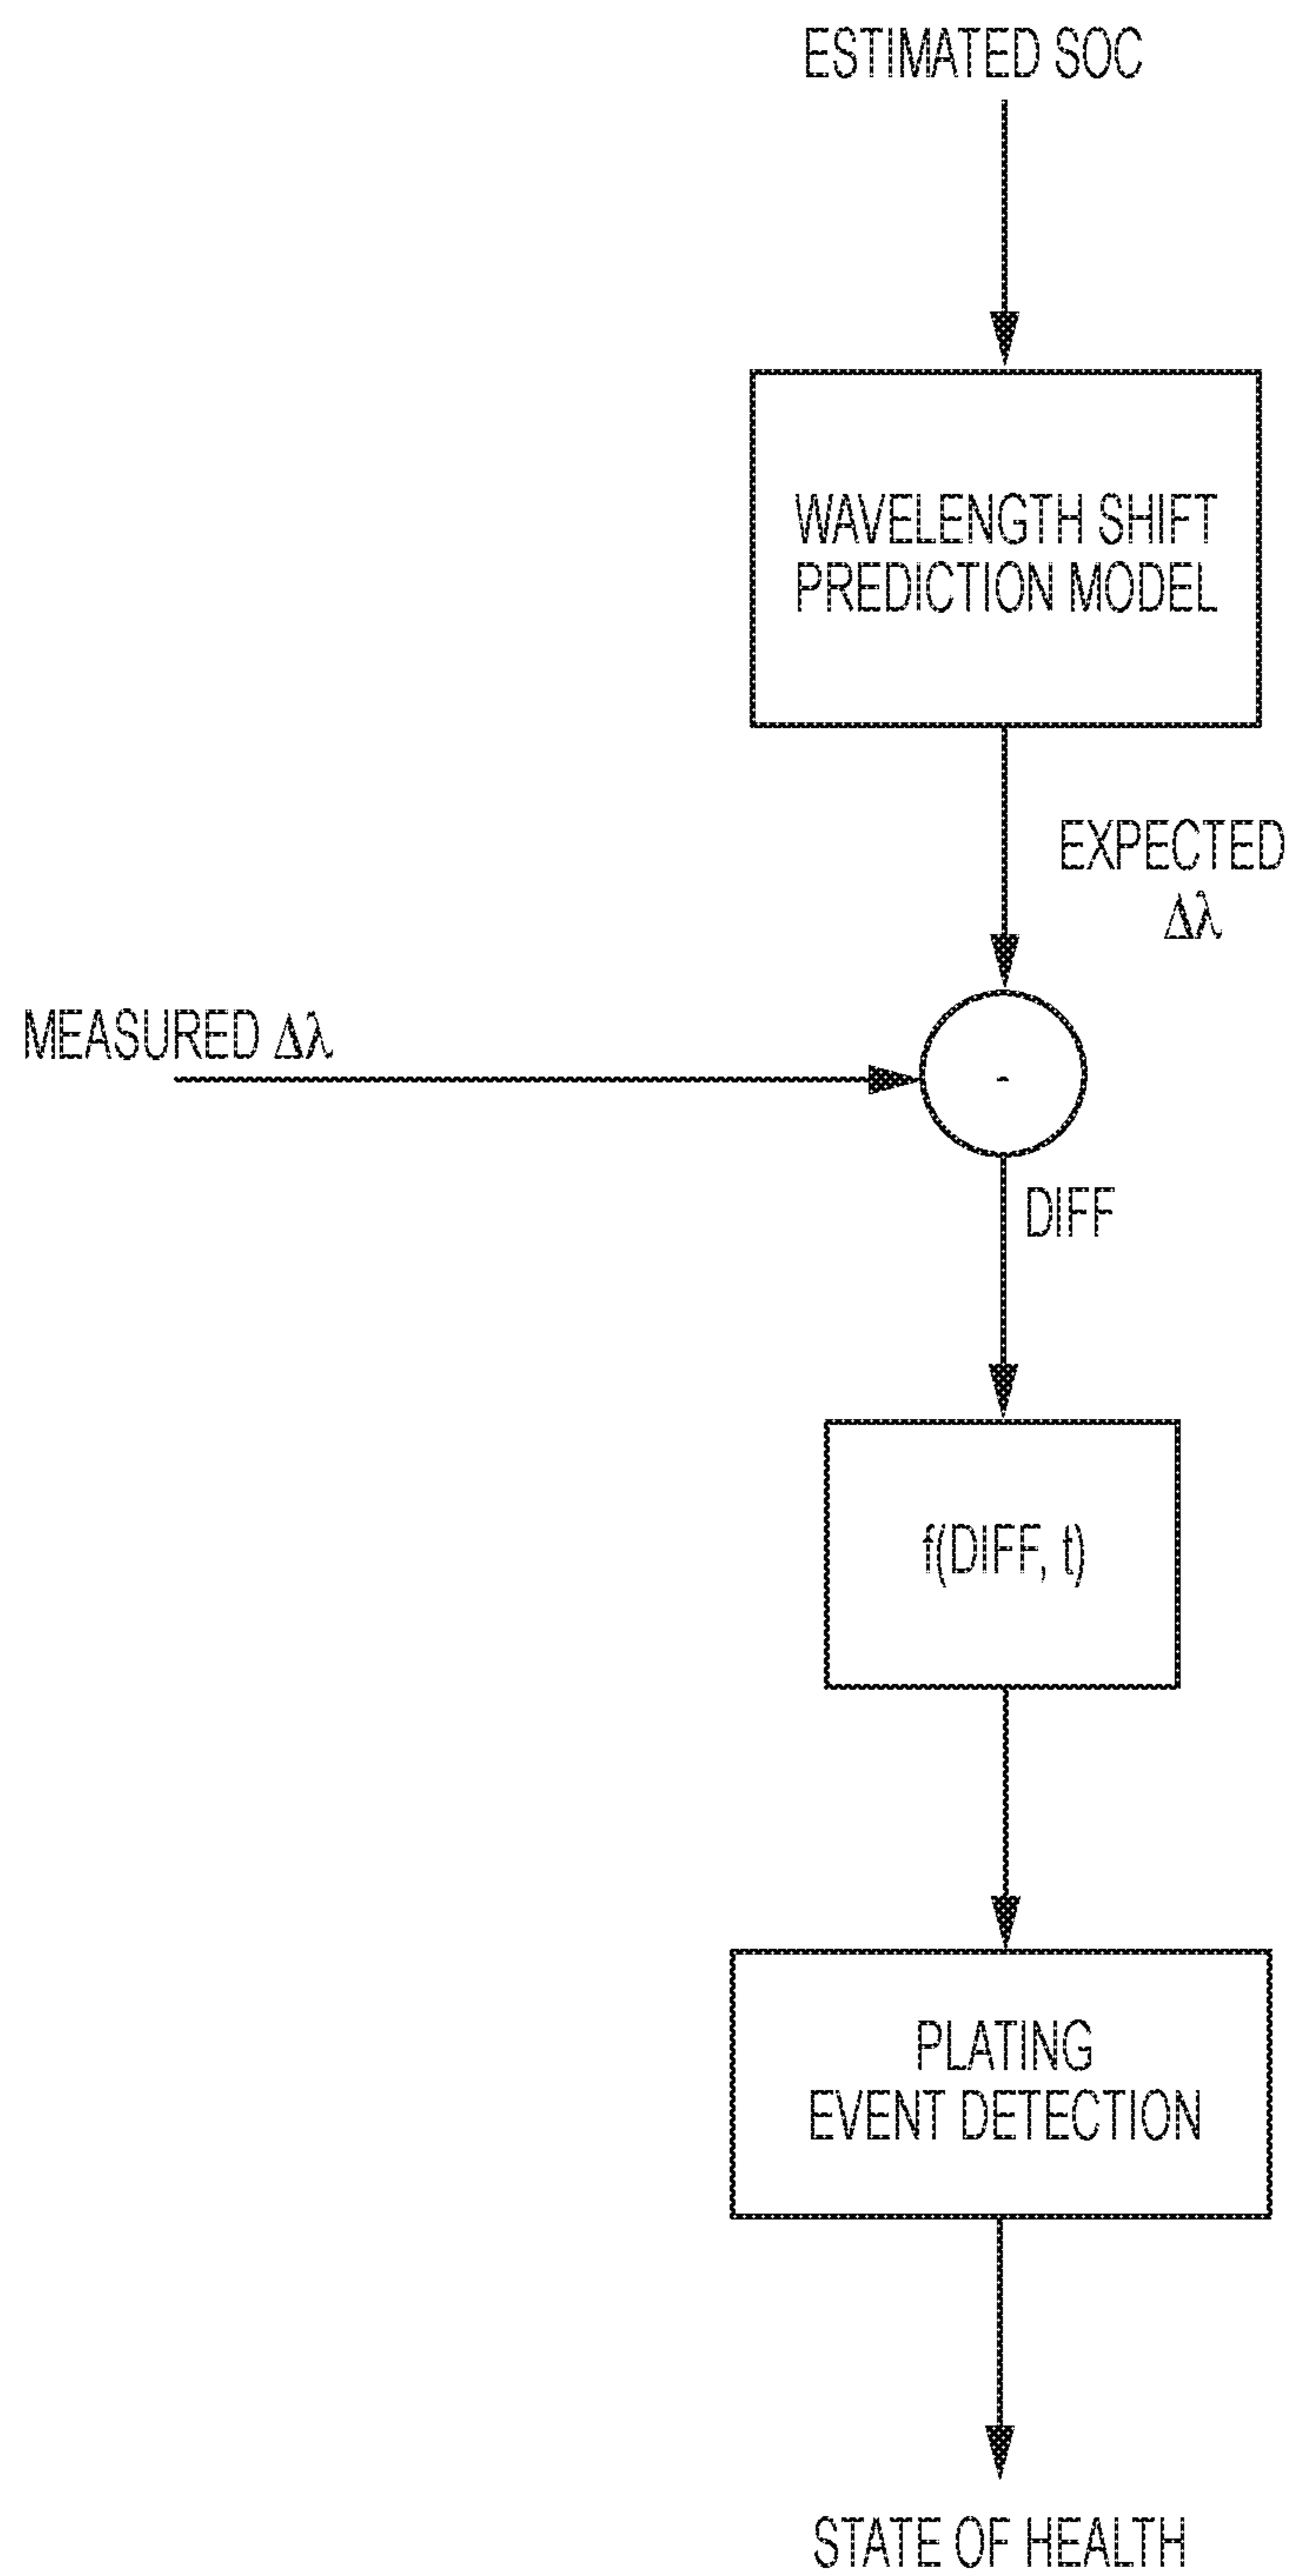 ESTIMATED SOC
WAVELENGTH SHIFT
PREDICTION MODEL
EXPECTED
Δλ
MEASURED Δλ
-
DIFF
f(DIFF, t)
PLATING
EVENT DETECTION
STATE OF HEALTH